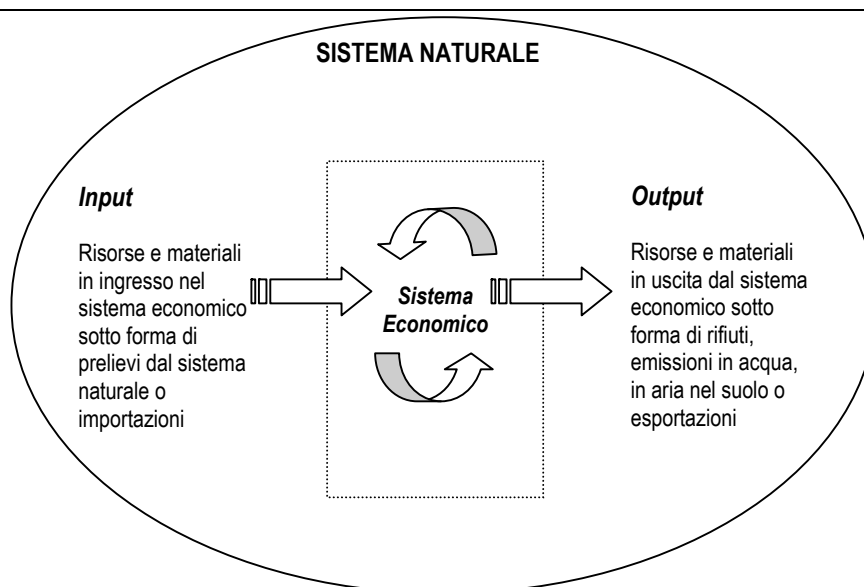 SISTEMA NATURALE
Input
Risorse e materiali
in ingresso nel
sistema economico
sotto forma di
prelievi dal sistema
naturale o
importazioni
Sistema
Economico
Output
Risorse e materiali
in uscita dal sistema
economico sotto
forma di rifiuti,
emissioni in acqua,
in aria nel suolo o
esportazioni